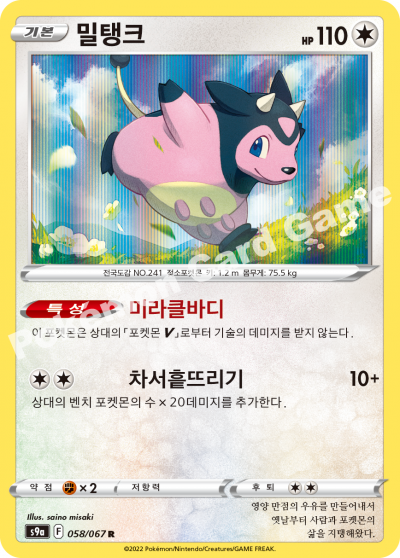 기본 밀탱크 HP 110
전국도감 NO.241 젖소포켓몬 키: 1.2 m 몸무게: 75.5 kg
특성 미라클바디
이 포켓몬은 상대의 「포켓몬 V」로부터 기술의 데미지를 받지 않는다.
차서흩뜨리기 10+
상대의 벤치 포켓몬의 수 × 20데미지를 추가한다.
약점 ×2 저항력 후퇴
Illus. saino misaki
s9a F 058/067 R
영양 만점의 우유를 만들어내서
옛날부터 사람과 포켓몬의
삶을 지탱해왔다.
©2022 Pokémon/Nintendo/Creatures/GAME FREAK.
Pokémon Card Game